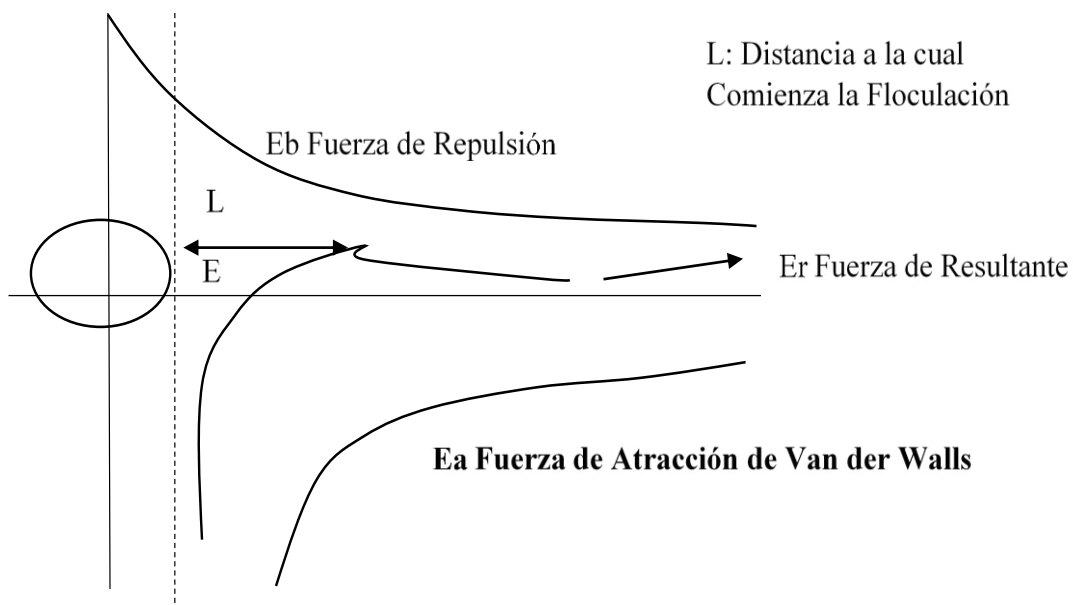 L: Distancia a la cual
Comienza la Floculación
Eb Fuerza de Repulsión
L
E
Er Fuerza de Resultante
Ea Fuerza de Atracción de Van der Walls